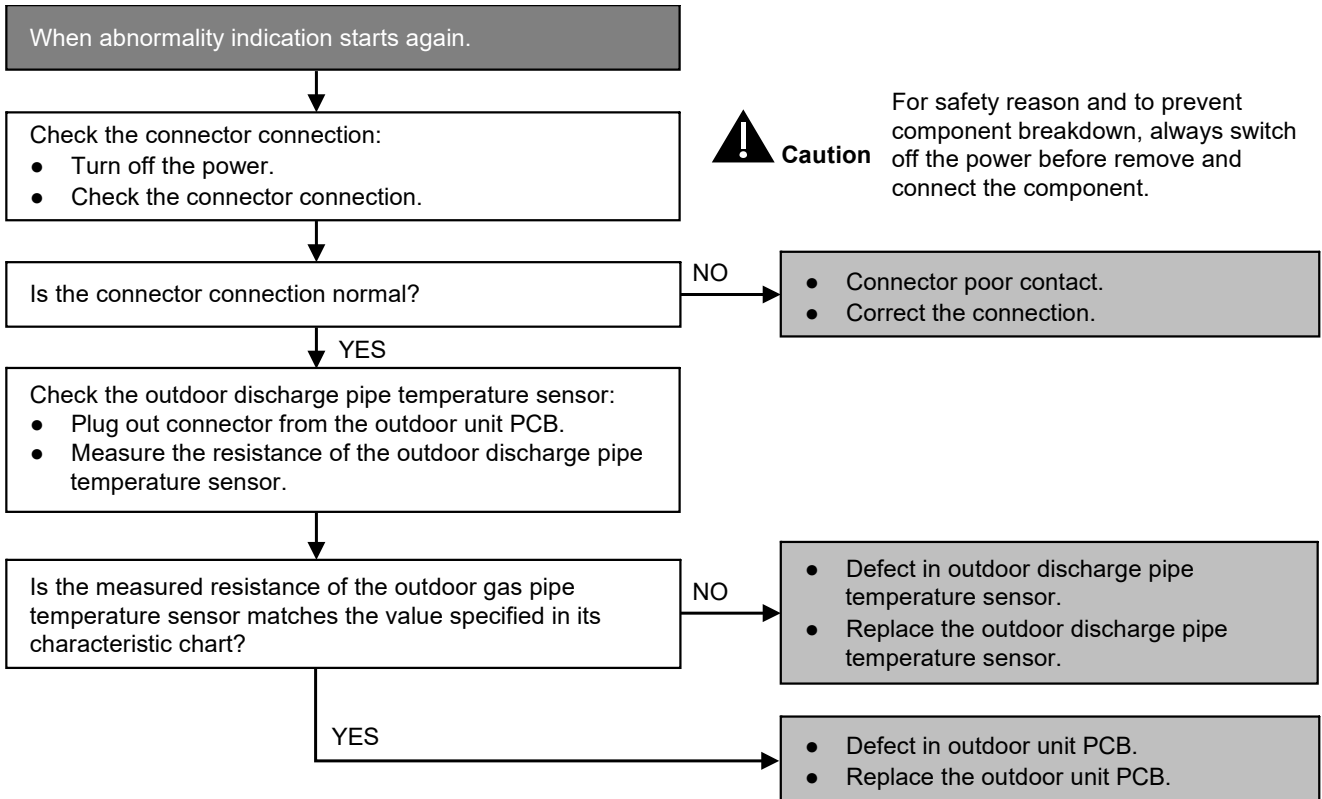 When abnormality indication starts again.
Check the connector connection:
● Turn off the power.
● Check the connector connection.
Caution
For safety reason and to prevent
component breakdown, always switch
off the power before remove and
connect the component.
Is the connector connection normal?
NO
● Connector poor contact.
● Correct the connection.
YES
Check the outdoor discharge pipe temperature sensor:
● Plug out connector from the outdoor unit PCB.
● Measure the resistance of the outdoor discharge pipe
temperature sensor.
Is the measured resistance of the outdoor gas pipe
temperature sensor matches the value specified in its
characteristic chart?
NO
● Defect in outdoor discharge pipe
temperature sensor.
● Replace the outdoor discharge pipe
temperature sensor.
YES
● Defect in outdoor unit PCB.
● Replace the outdoor unit PCB.